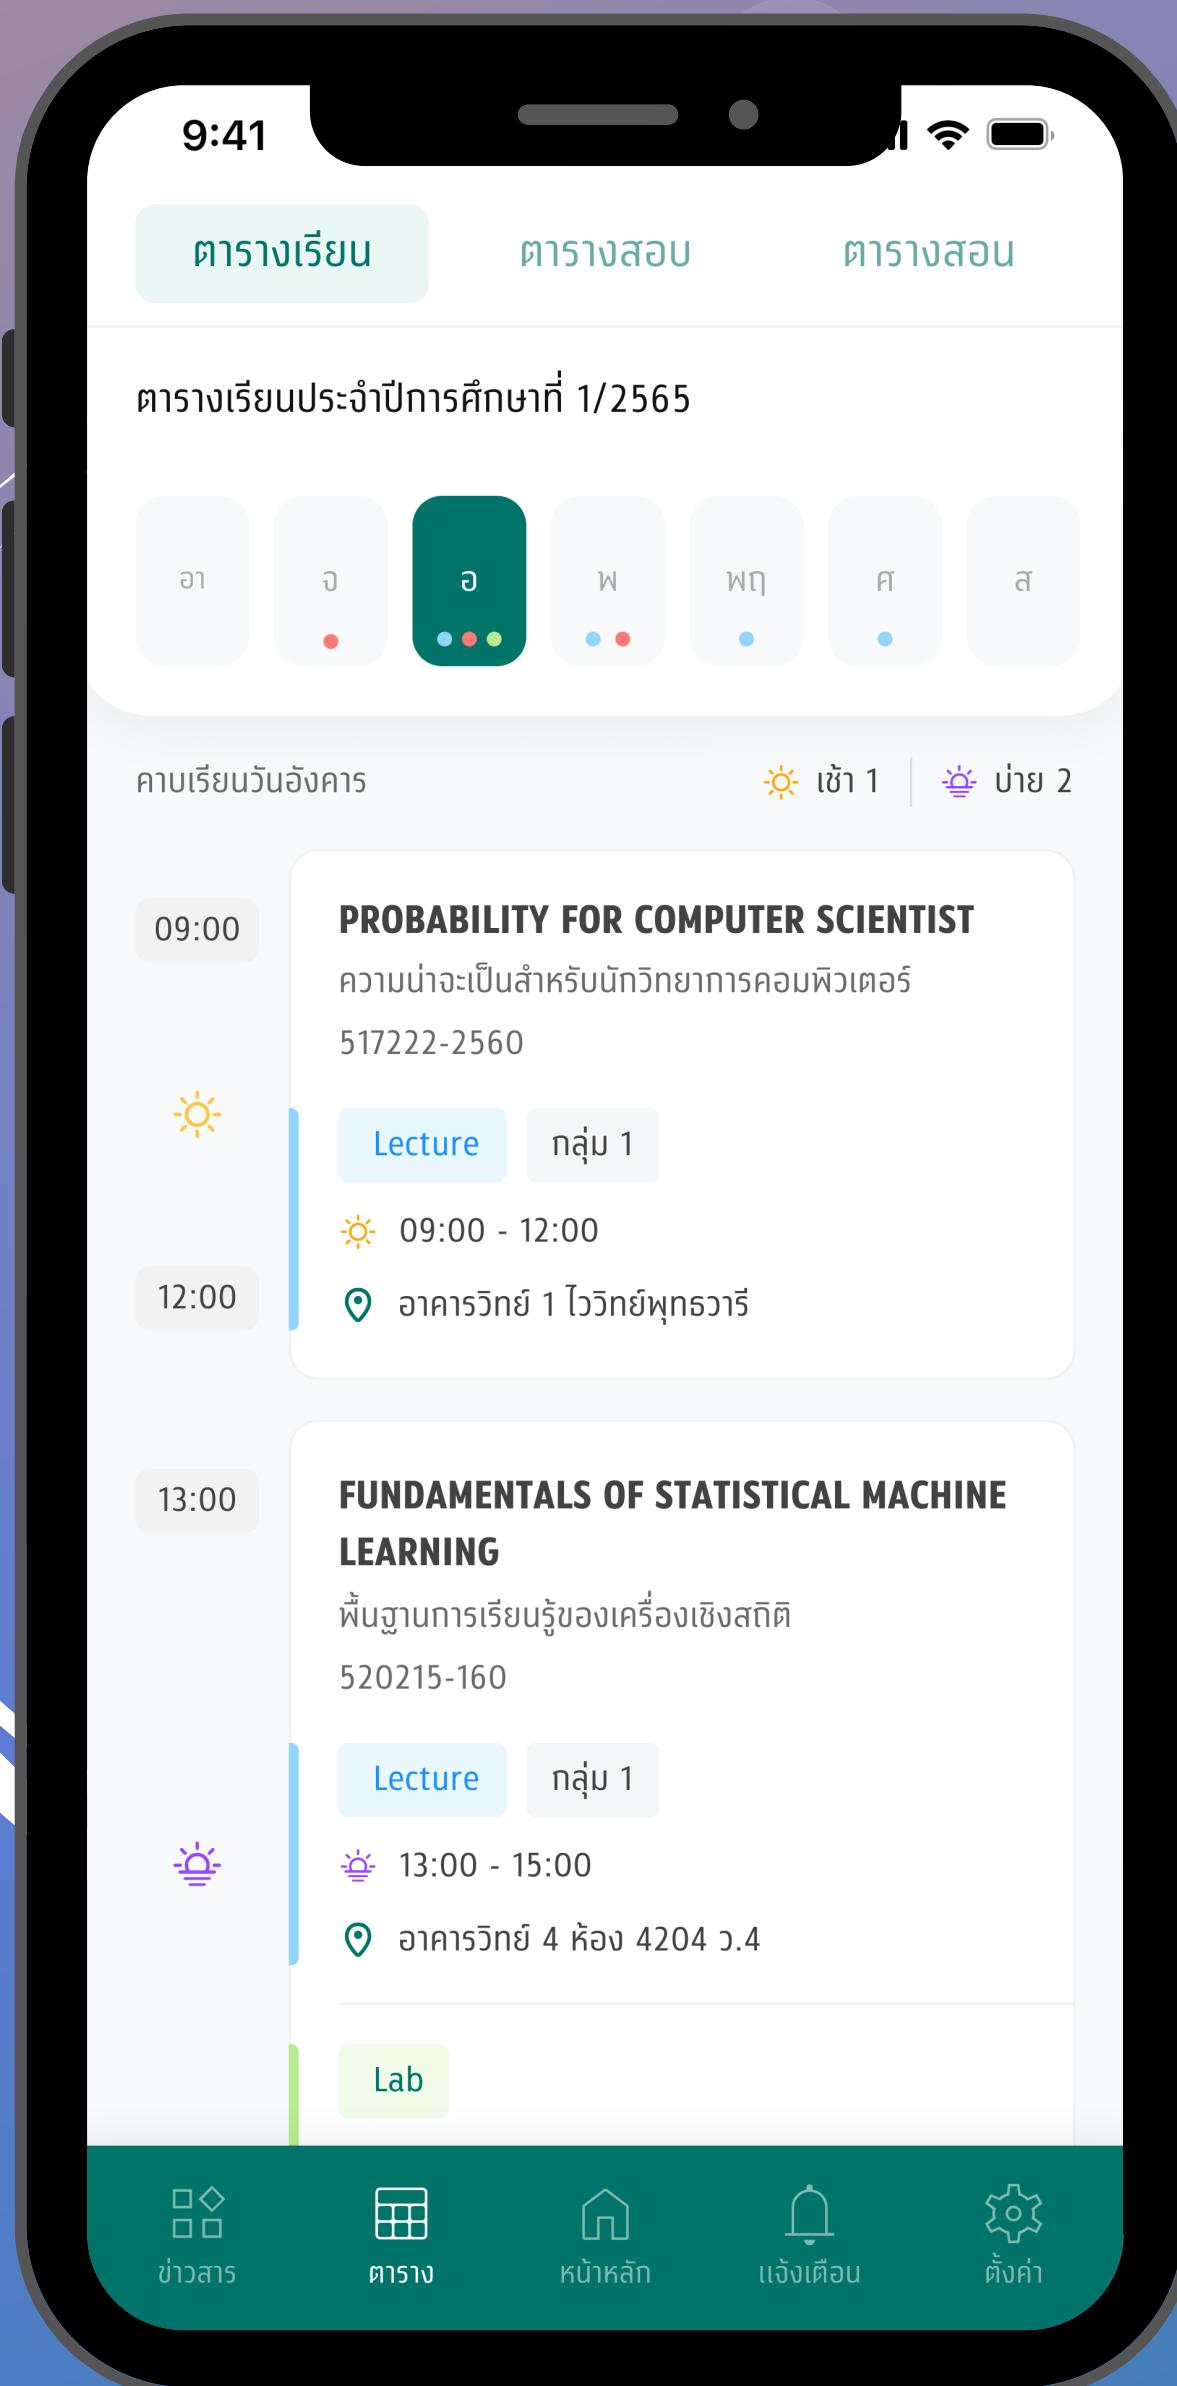 9:41
ตารางเรียน ตารางสอบ ตารางสอน
ตารางเรียนประจำปีการศึกษาที่ 1/2565
อา จ อ พ พฤ ศ ส
คาบเรียนวันอังคาร เช้า 1 บ่าย 2
09:00
PROBABILITY FOR COMPUTER SCIENTIST
ความน่าจะเป็นสำหรับนักวิทยาการคอมพิวเตอร์
517222-2560
Lecture กลุ่ม 1
09:00 - 12:00
12:00
อาคารวิทย์ 1 ไววิทย์พุทธวารี
13:00
FUNDAMENTALS OF STATISTICAL MACHINE
LEARNING
พื้นฐานการเรียนรู้ของเครื่องเชิงสถิติ
520215-160
Lecture กลุ่ม 1
13:00 - 15:00
อาคารวิทย์ 4 ห้อง 4204 ว.4
Lab
ข่าวสาร ตาราง หน้าหลัก แจ้งเตือน ตั้งค่า